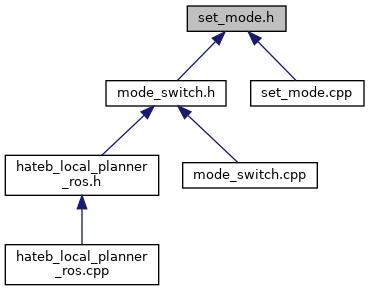 set_mode.h
mode_switch.h
set_mode.cpp
hateb_local_planner
_ros.h
mode_switch.cpp
hateb_local_planner
_ros.cpp